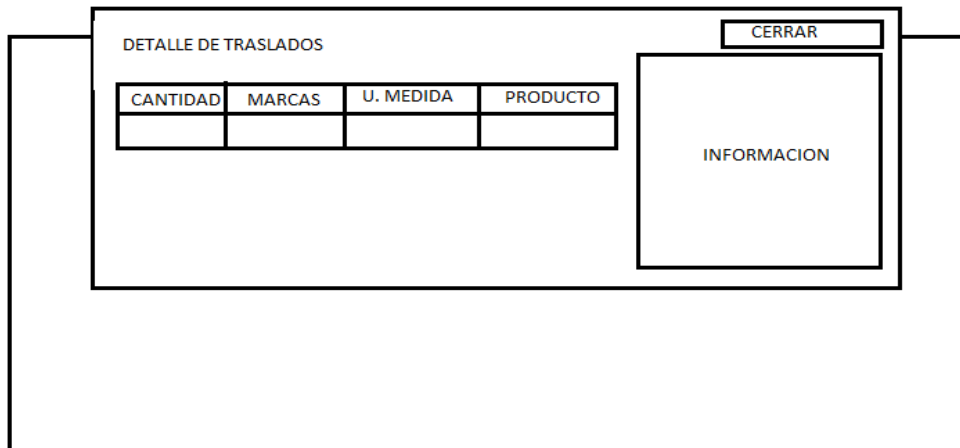 CERRAR
DETALLE DE TRASLADOS
CANTIDAD MARCAS U. MEDIDA PRODUCTO
INFORMACION